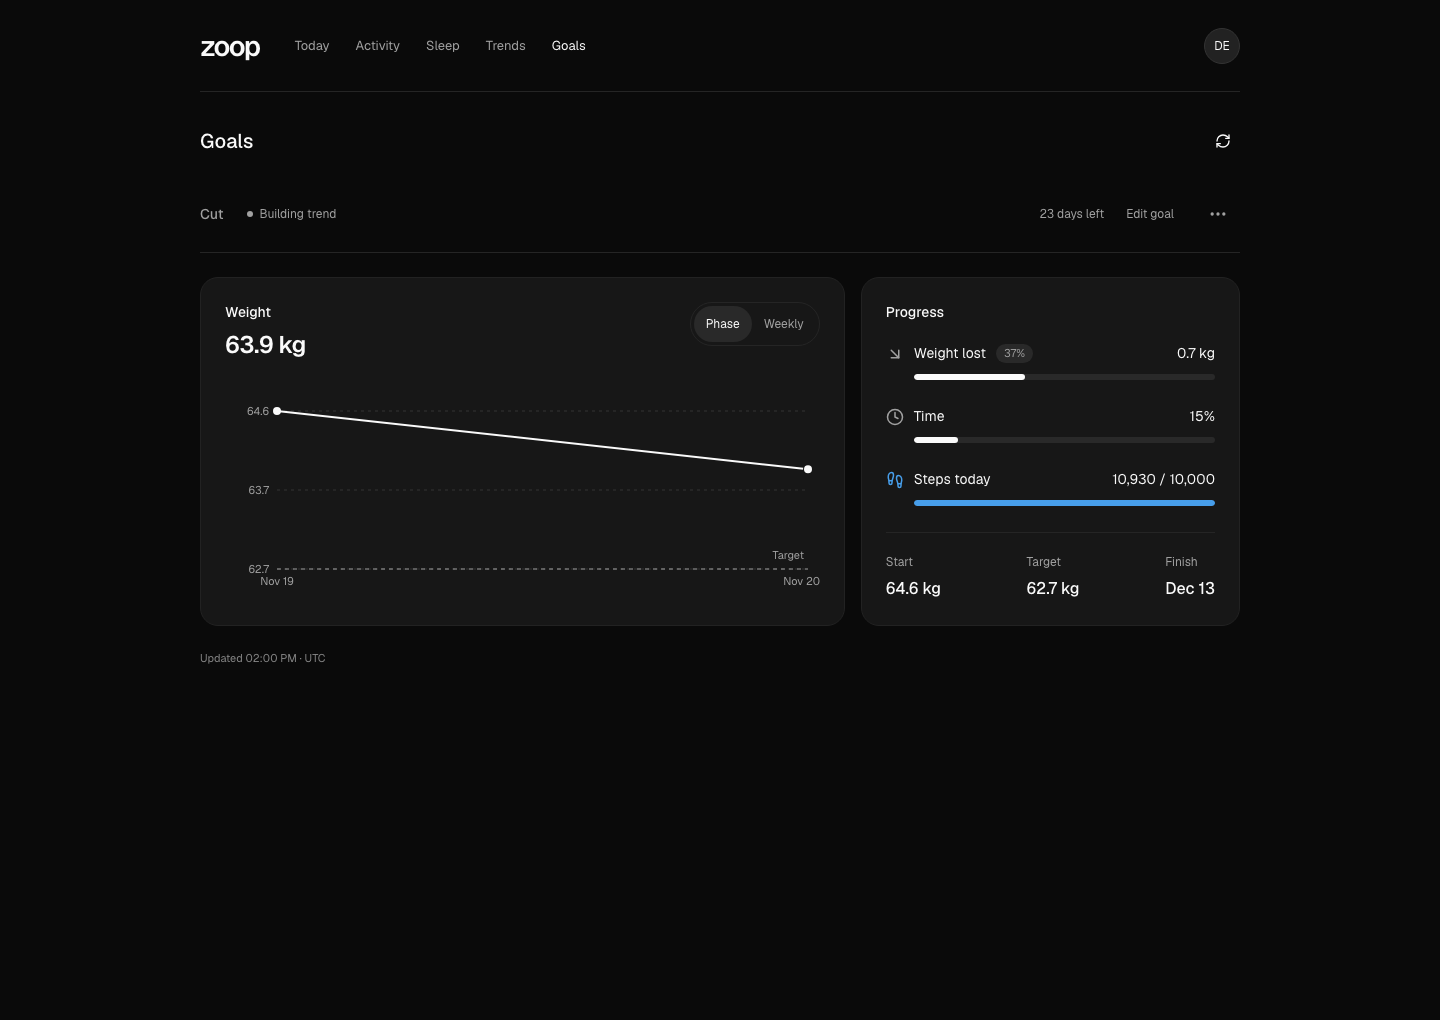 zoop Today Activity Sleep Trends Goals DE
Goals
Cut Building trend 23 days left Edit goal
Weight
63.9 kg
Phase Weekly
64.6
63.7
Target
62.7
Nov 19 Nov 20
Progress
Weight lost 37% 0.7 kg
Time 15%
Steps today 10,930 / 10,000
Start Target Finish
64.6 kg 62.7 kg Dec 13
Updated 02:00 PM · UTC